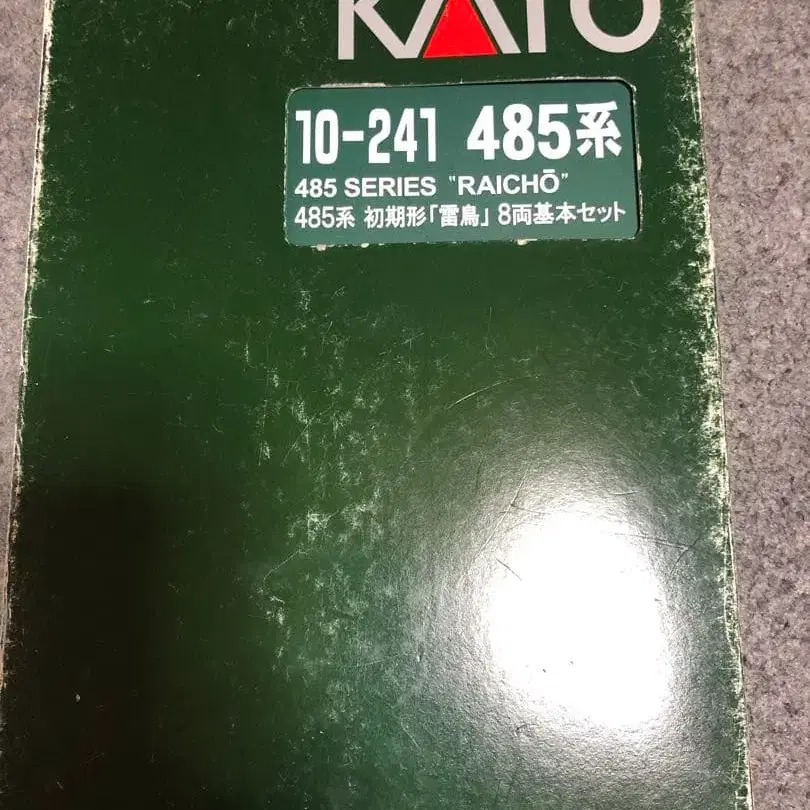 KATO
10-241 485系
485 SERIES "RAICHŌ"
485系 初期形「雷鳥」 8両基本セット